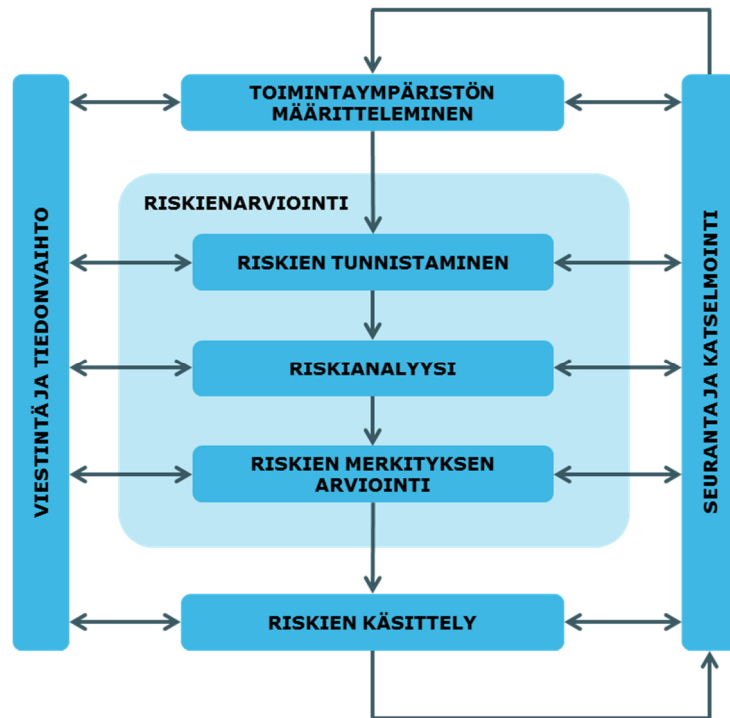 TOIMINTAYMPÄRISTÖN
MÄÄRITTELEMINEN
VIESTINTÄ JA TIEDONVAIHTO
RISKIENARVIOINTI
RISKIEN TUNNISTAMINEN
RISKIANALYYSI
RISKIEN MERKITYKSEN
ARVIOINTI
RISKIEN KÄSITTELY
SEURANTA JA KATSELMOINTI